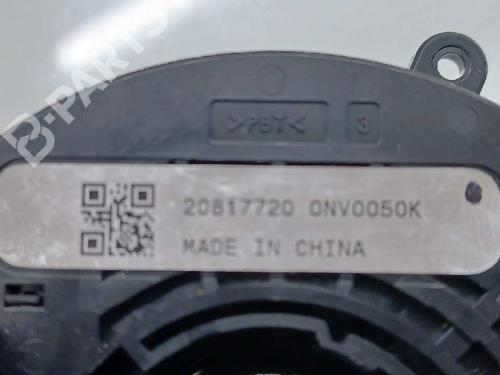 B-PARTS
>PBT< 3
20817720 0NV0050K
MADE IN CHINA